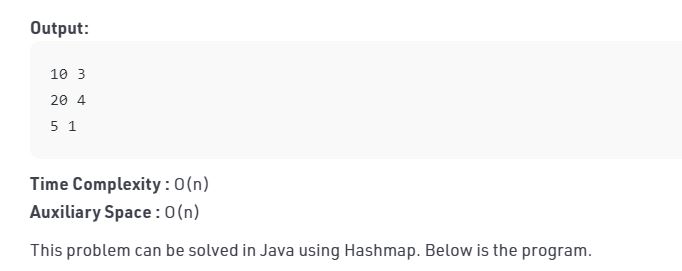 Output:
10 3
20 4
5 1
Time Complexity : O(n)
Auxiliary Space : O(n)
This problem can be solved in Java using Hashmap. Below is the program.